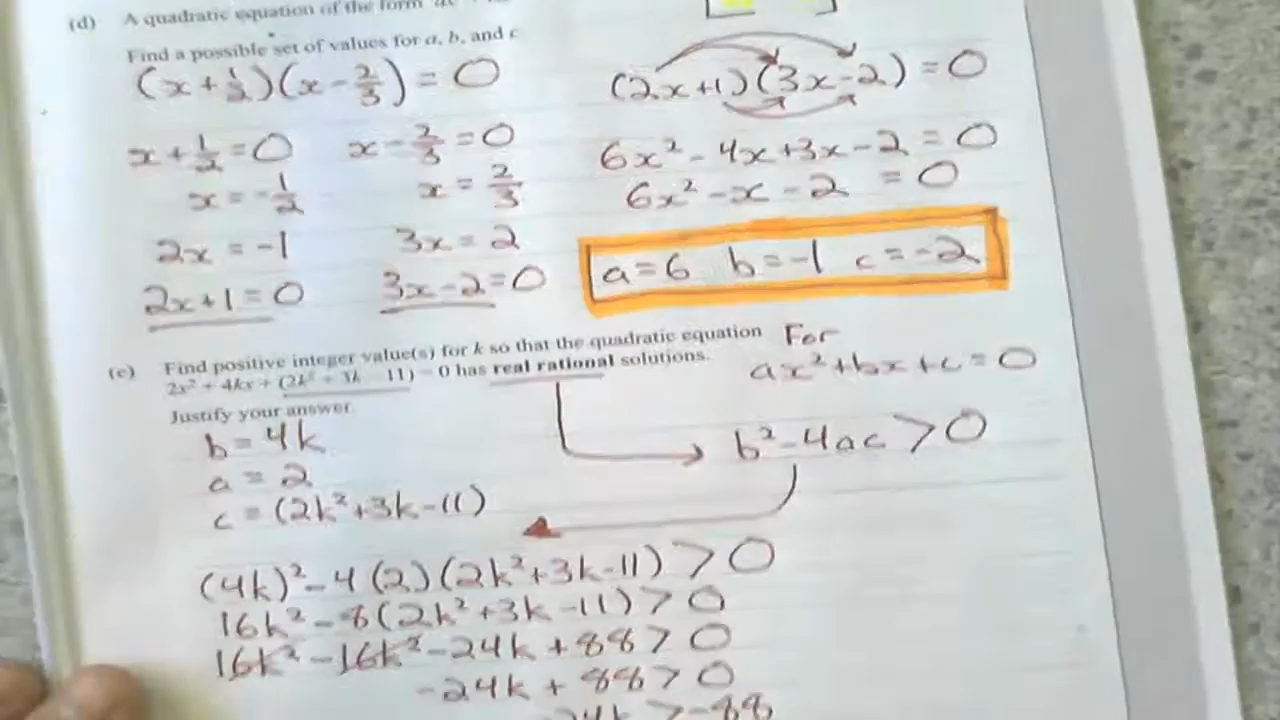 (d) A quadratic equation of the form
Find a possible set of values for a, b, and c
(x+1/2)(x-2/3)=0
x+1/2=0 x-2/3=0
x=-1/2 x=2/3
2x=-1 3x=2
2x+1=0 3x-2=0
(2x+1)(3x-2)=0
6x²-4x+3x-2=0
6x²-x-2=0
a=6 b=-1 c=-2
(e) Find positive integer value(s) for k so that the quadratic equation
2x² + 4kx + (2k² + 3k - 11) = 0 has real rational solutions.
Justify your answer.
For
ax²+bx+c=0
b=4k
a=2
c=(2k²+3k-11)
b²-4ac>0
(4k)²-4(2)(2k²+3k-11)>0
16k²-8(2k²+3k-11)>0
16k²-16k²-24k+88>0
-24k+88>0
24k>-88